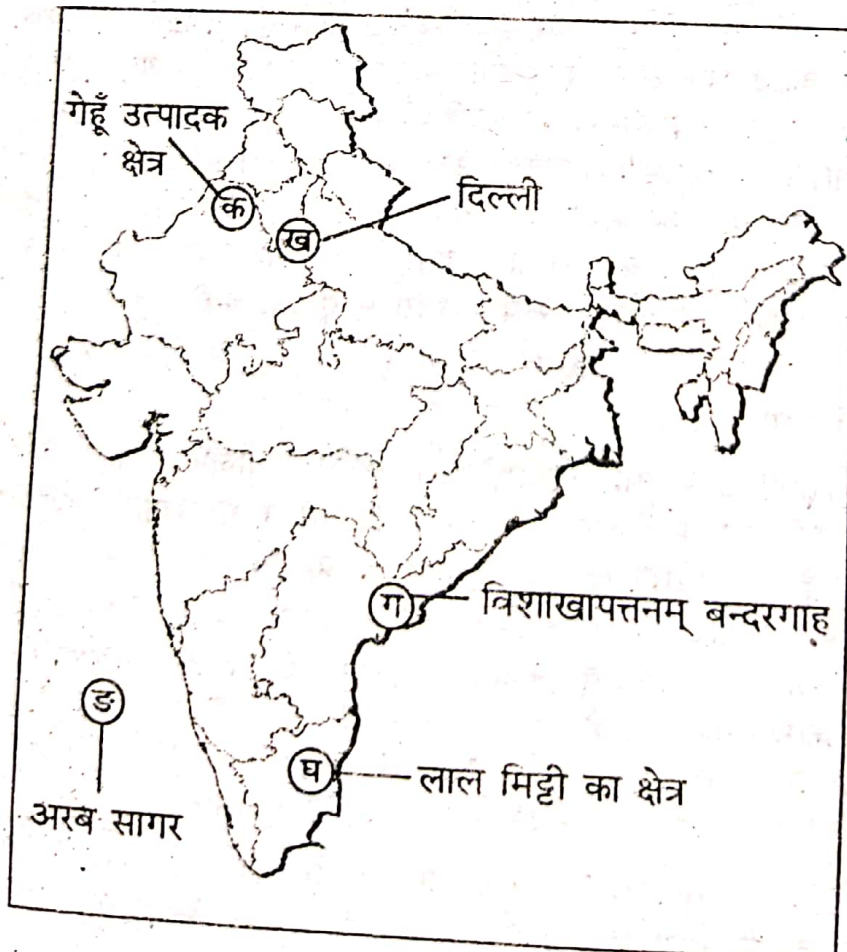 गेहूँ उत्पादक
क्षेत्र
क
ख
दिल्ली
ग
विशाखापत्तनम् बन्दरगाह
ङ
घ
लाल मिट्टी का क्षेत्र
अरब सागर